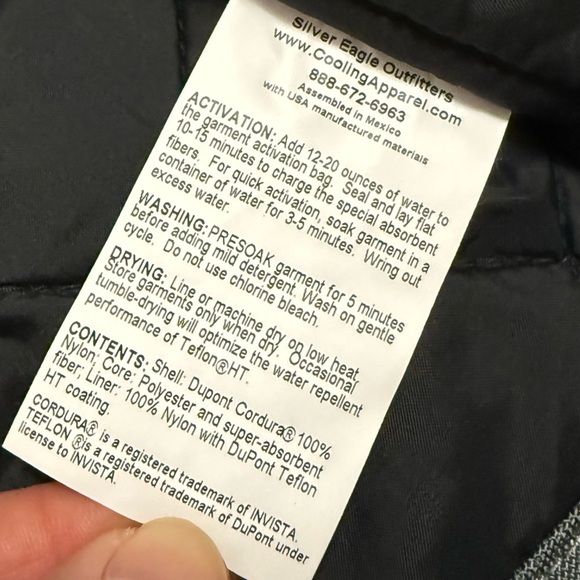 Silver Eagle Outfitters
www.CoolingApparel.com
888-672-6963
Assembled in Mexico
with USA manufactured materials
ACTIVATION: Add 12-20 ounces of water to
the garment activation bag. Seal and lay flat
10-15 minutes to charge the special absorbent
fibers. For quick activation, soak garment in a
container of water for 3-5 minutes. Wring out
excess water.
WASHING: PRESOAK garment for 5 minutes
before adding mild detergent. Wash on gentle
cycle. Do not use chlorine bleach.
DRYING: Line or machine dry on low heat.
Store garments only when dry. Occasional
tumble-drying will optimize the water repellent
performance of Teflon®HT.
CONTENTS: Shell: Dupont Cordura® 100%
Nylon; Core: Polyester and super-absorbent
fiber; Liner: 100% Nylon with DuPont Teflon
HT coating.
CORDURA® is a registered trademark of INVISTA.
TEFLON ®is a registered trademark of DuPont under
license to INVISTA.